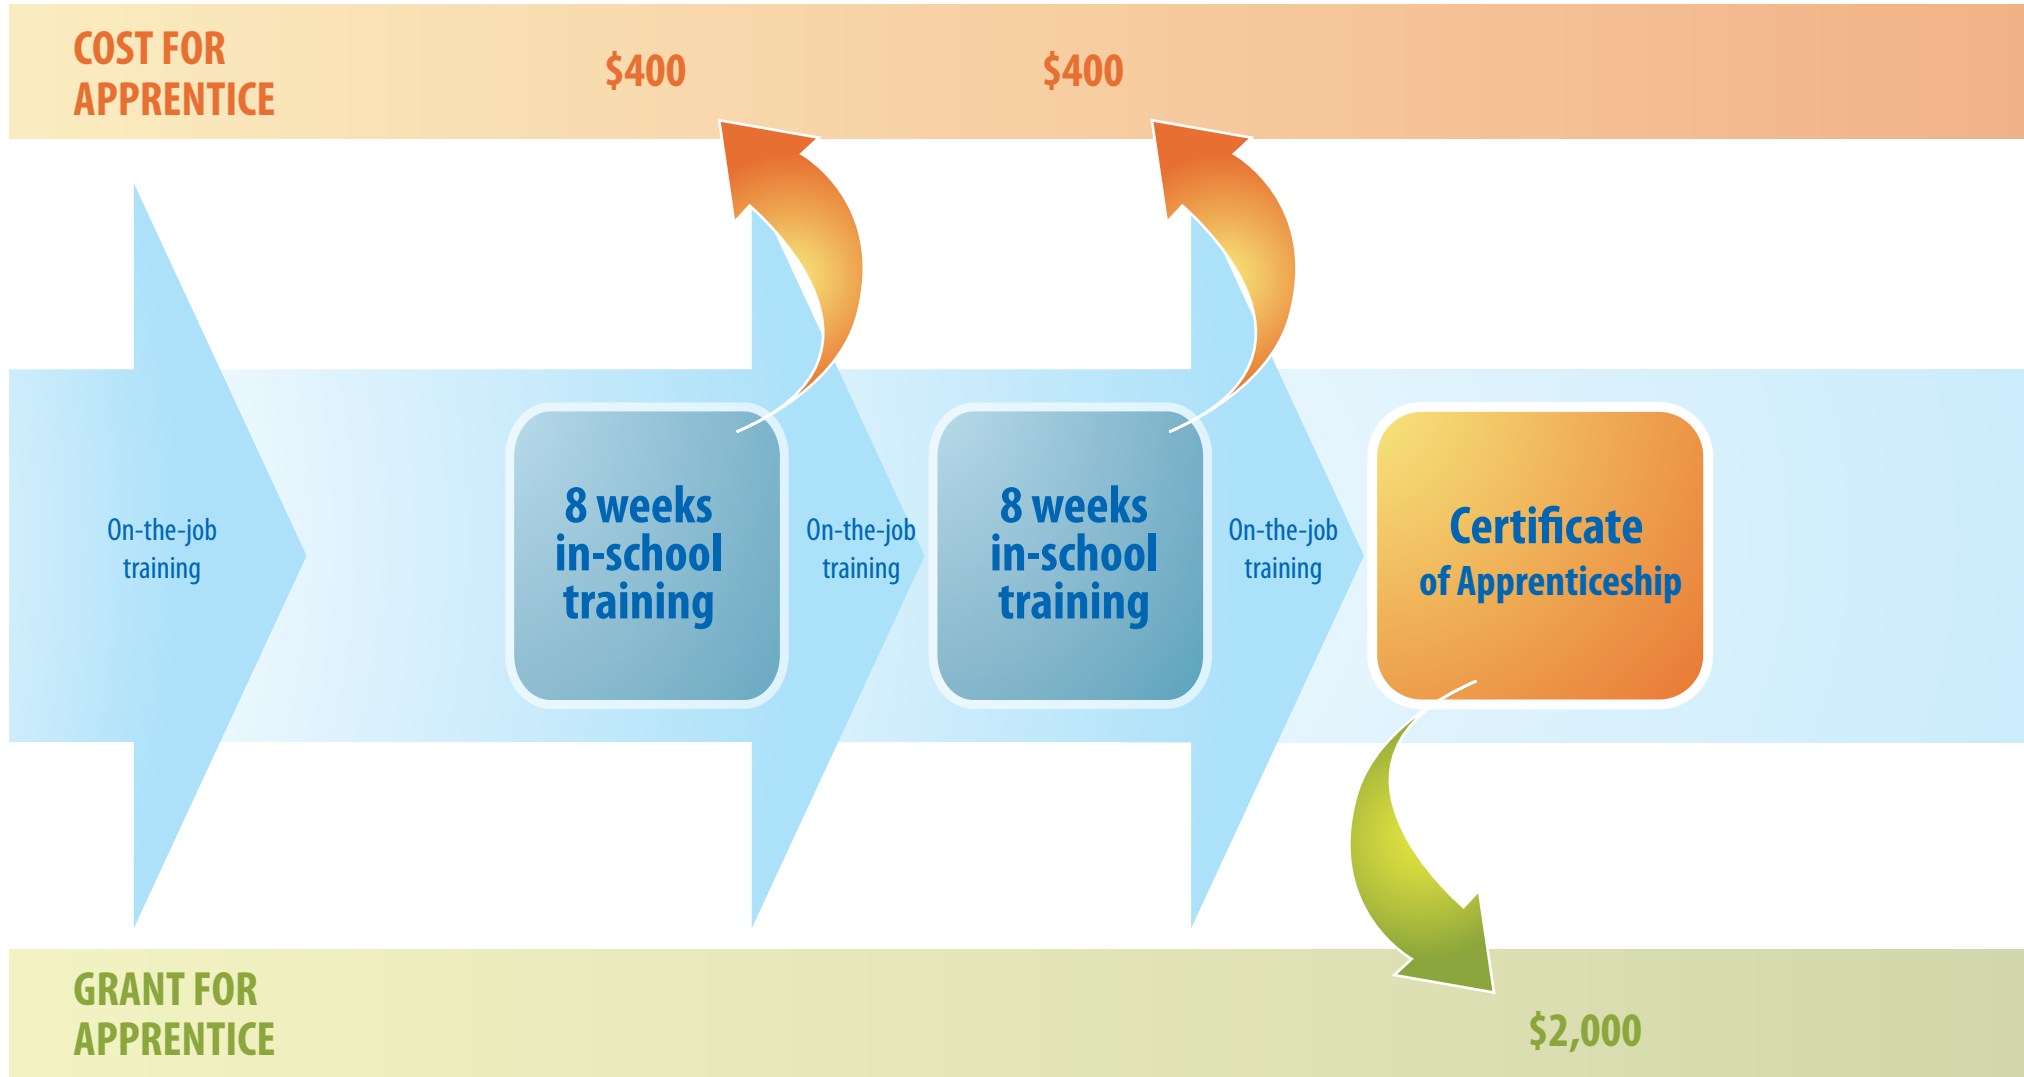 COST FOR
APPRENTICE
$400
$400
On-the-job
training
8 weeks
in-school
training
On-the-job
training
8 weeks
in-school
training
On-the-job
training
Certificate
of Apprenticeship
GRANT FOR
APPRENTICE
$2,000